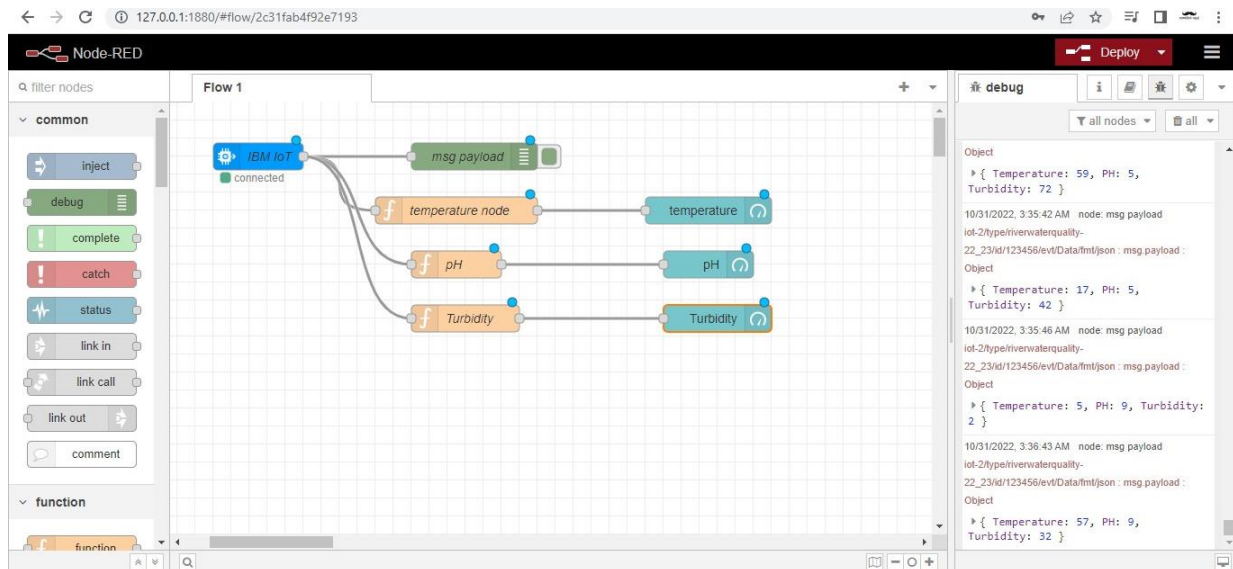 127.0.0.1:1880/#flow/2c31fab4f92e7193
Node-RED
Deploy
filter nodes
common
inject
debug
complete
catch
status
link in
link call
link out
comment
function
function
Flow 1
IBM IoT
connected
msg payload
temperature node
temperature
pH
pH
Turbidity
Turbidity
debug
i
all nodes
all
Object
{ Temperature: 59, PH: 5,
Turbidity: 72 }
10/31/2022, 3:35:42 AM node: msg payload
iot-2/type/riverwaterquality-
22_23/id/123456/evt/Data/fmt/json : msg.payload :
Object
{ Temperature: 17, PH: 5,
Turbidity: 42 }
10/31/2022, 3:35:46 AM node: msg payload
iot-2/type/riverwaterquality-
22_23/id/123456/evt/Data/fmt/json : msg.payload :
Object
{ Temperature: 5, PH: 9, Turbidity:
2 }
10/31/2022, 3:36:43 AM node: msg payload
iot-2/type/riverwaterquality-
22_23/id/123456/evt/Data/fmt/json : msg.payload :
Object
{ Temperature: 57, PH: 9,
Turbidity: 32 }